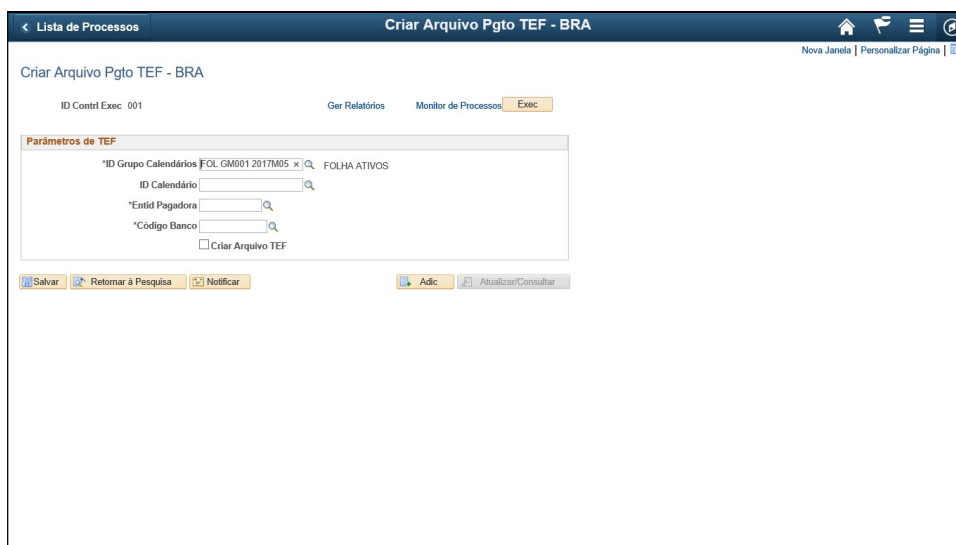 Lista de Processos
Criar Arquivo Pgto TEF - BRA
Nova Janela | Personalizar Página |
Criar Arquivo Pgto TEF - BRA
ID Contrl Exec 001 Ger Relatórios Monitor de Processos Exec
Parâmetros de TEF
*ID Grupo Calendários FOL GM001 2017M05 × FOLHA ATIVOS
ID Calendário
*Entid Pagadora
*Código Banco
Criar Arquivo TEF
Salvar Retornar à Pesquisa Notificar Adic Atualizar/Consultar